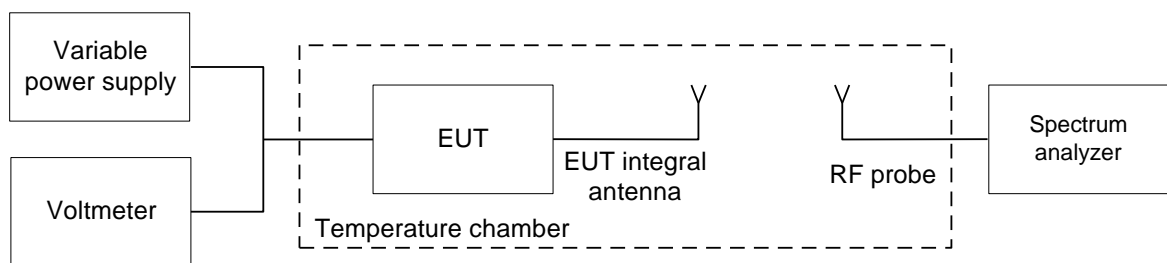 Variable
power supply
Voltmeter
EUT
EUT integral
antenna
RF probe
Temperature chamber
Spectrum
analyzer